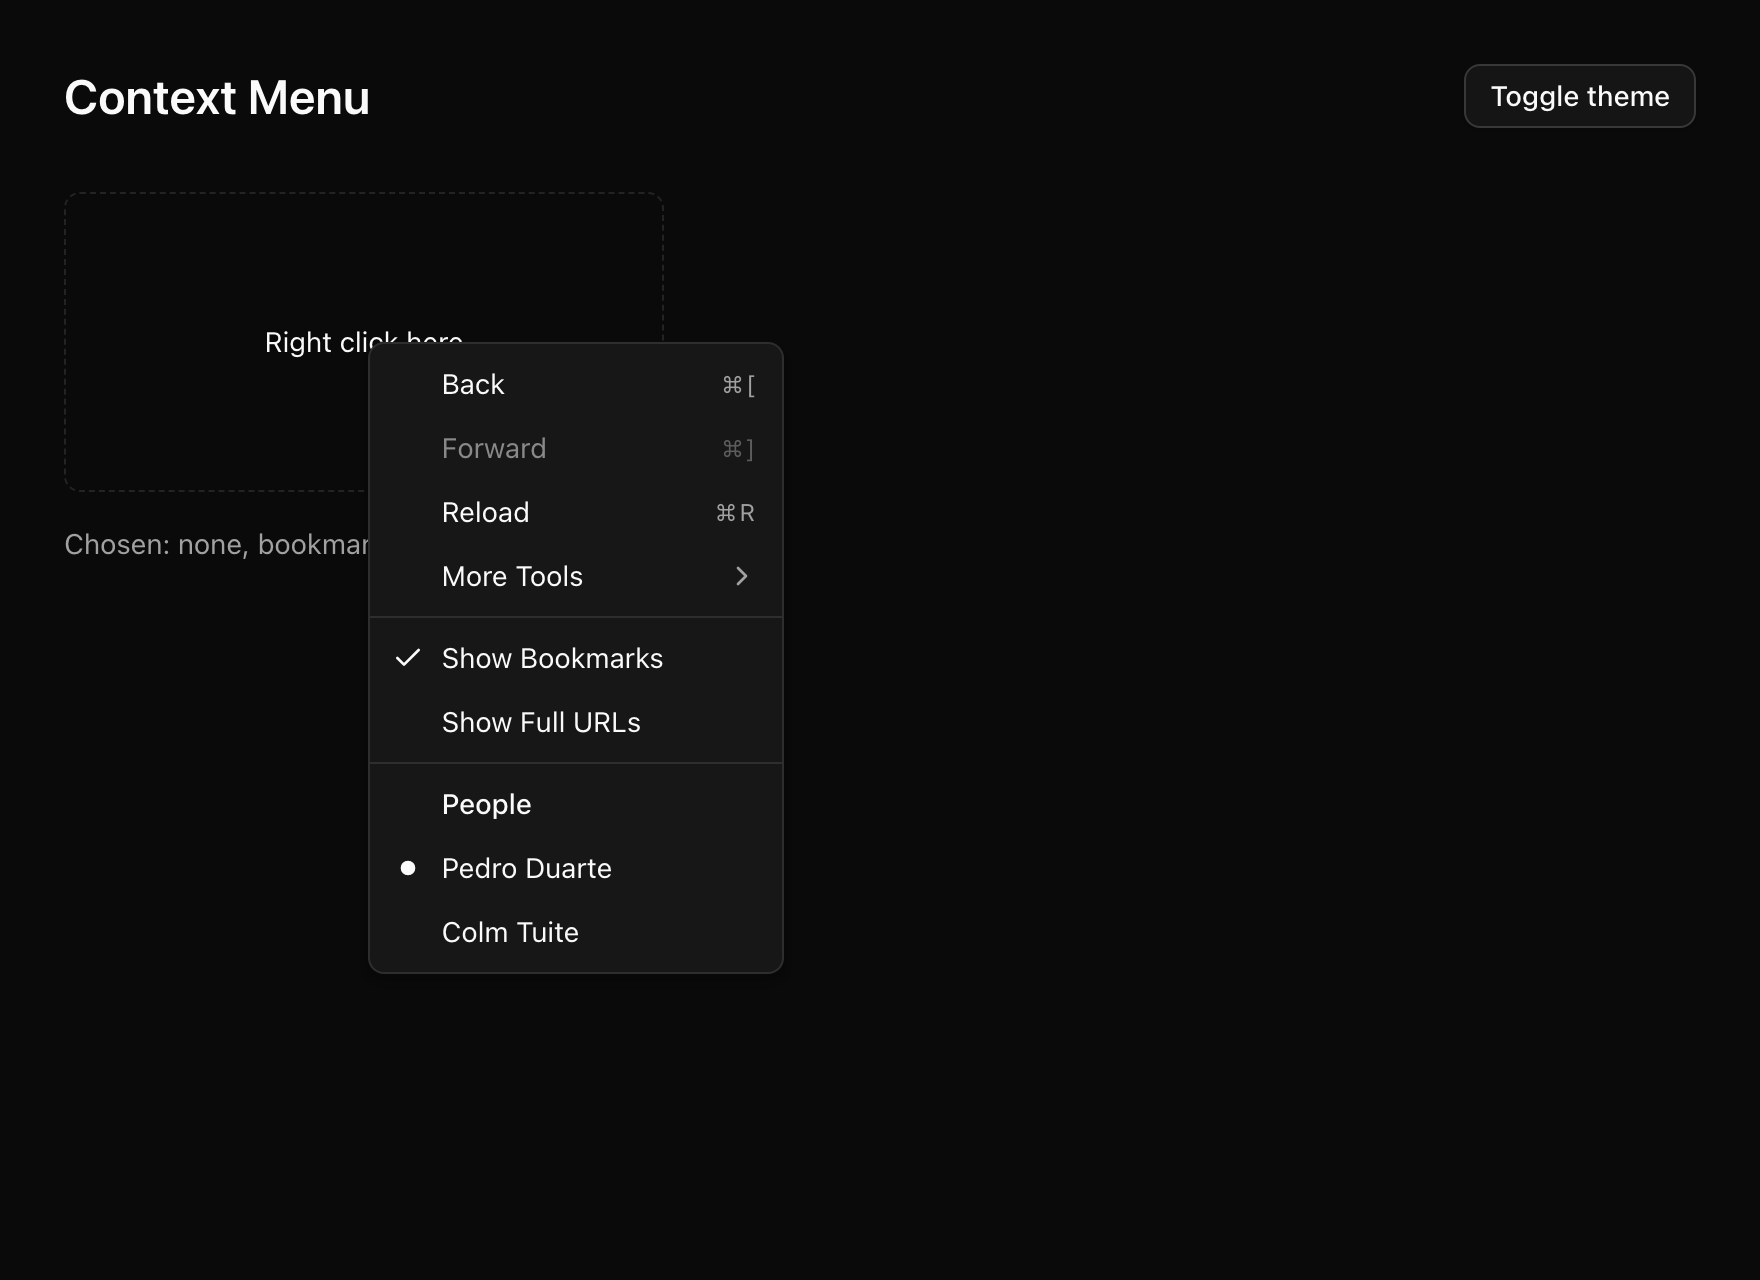 Context Menu
Toggle theme
Right click here
Chosen: none,
Back ⌘[
Forward ⌘]
Reload ⌘R
More Tools
Show Bookmarks
Show Full URLs
People
Pedro Duarte
Colm Tuite